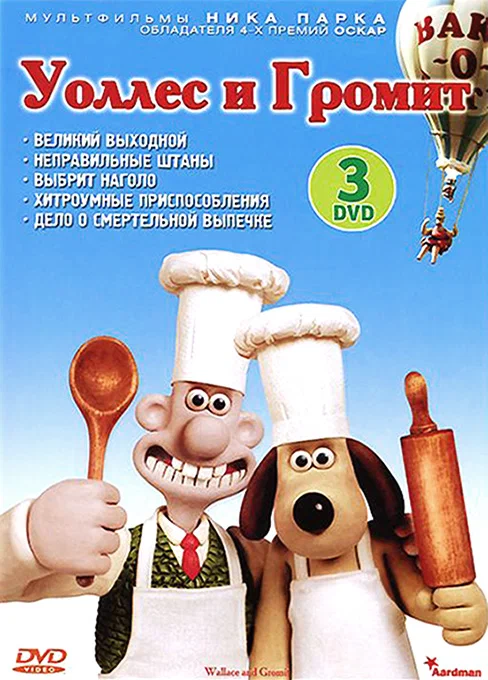 МУЛЬТФИЛЬМЫ НИКА ПАРКА
ОБЛАДАТЕЛЯ 4-Х ПРЕМИЙ ОСКАР
УОЛЛЕС И ГРОМИТ
• ВЕЛИКИЙ ВЫХОДНОЙ
• НЕПРАВИЛЬНЫЕ ШТАНЫ
• ВЫБРИТ НАГОЛО
• ХИТРОУМНЫЕ ПРИСПОСОБЛЕНИЯ
• ДЕЛО О СМЕРТЕЛЬНОЙ ВЫПЕЧКЕ
3
DVD
BAK
-O-
DVD
VIDEO
Wallace and Gromit
Aardman